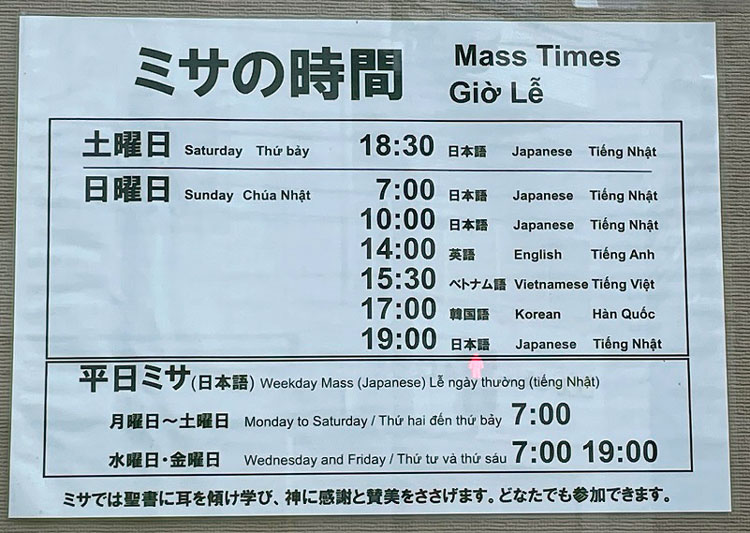 ミサの時間 Mass Times
Giờ Lễ
土曜日 Saturday Thứ bảy 18:30 日本語 Japanese Tiếng Nhật
日曜日 Sunday Chúa Nhật 7:00 日本語 Japanese Tiếng Nhật
10:00 日本語 Japanese Tiếng Nhật
14:00 英語 English Tiếng Anh
15:30 ベトナム語 Vietnamese Tiếng Việt
17:00 韓国語 Korean Hàn Quốc
19:00 日本語 Japanese Tiếng Nhật
平日ミサ(日本語) Weekday Mass (Japanese) Lễ ngày thường (tiếng Nhật)
月曜日～土曜日 Monday to Saturday / Thứ hai đến thứ bảy 7:00
水曜日・金曜日 Wednesday and Friday / Thứ tư và thứ sáu 7:00 19:00
ミサでは聖書に耳を傾け学び、神に感謝と賛美をささげます。どなたでも参加できます。